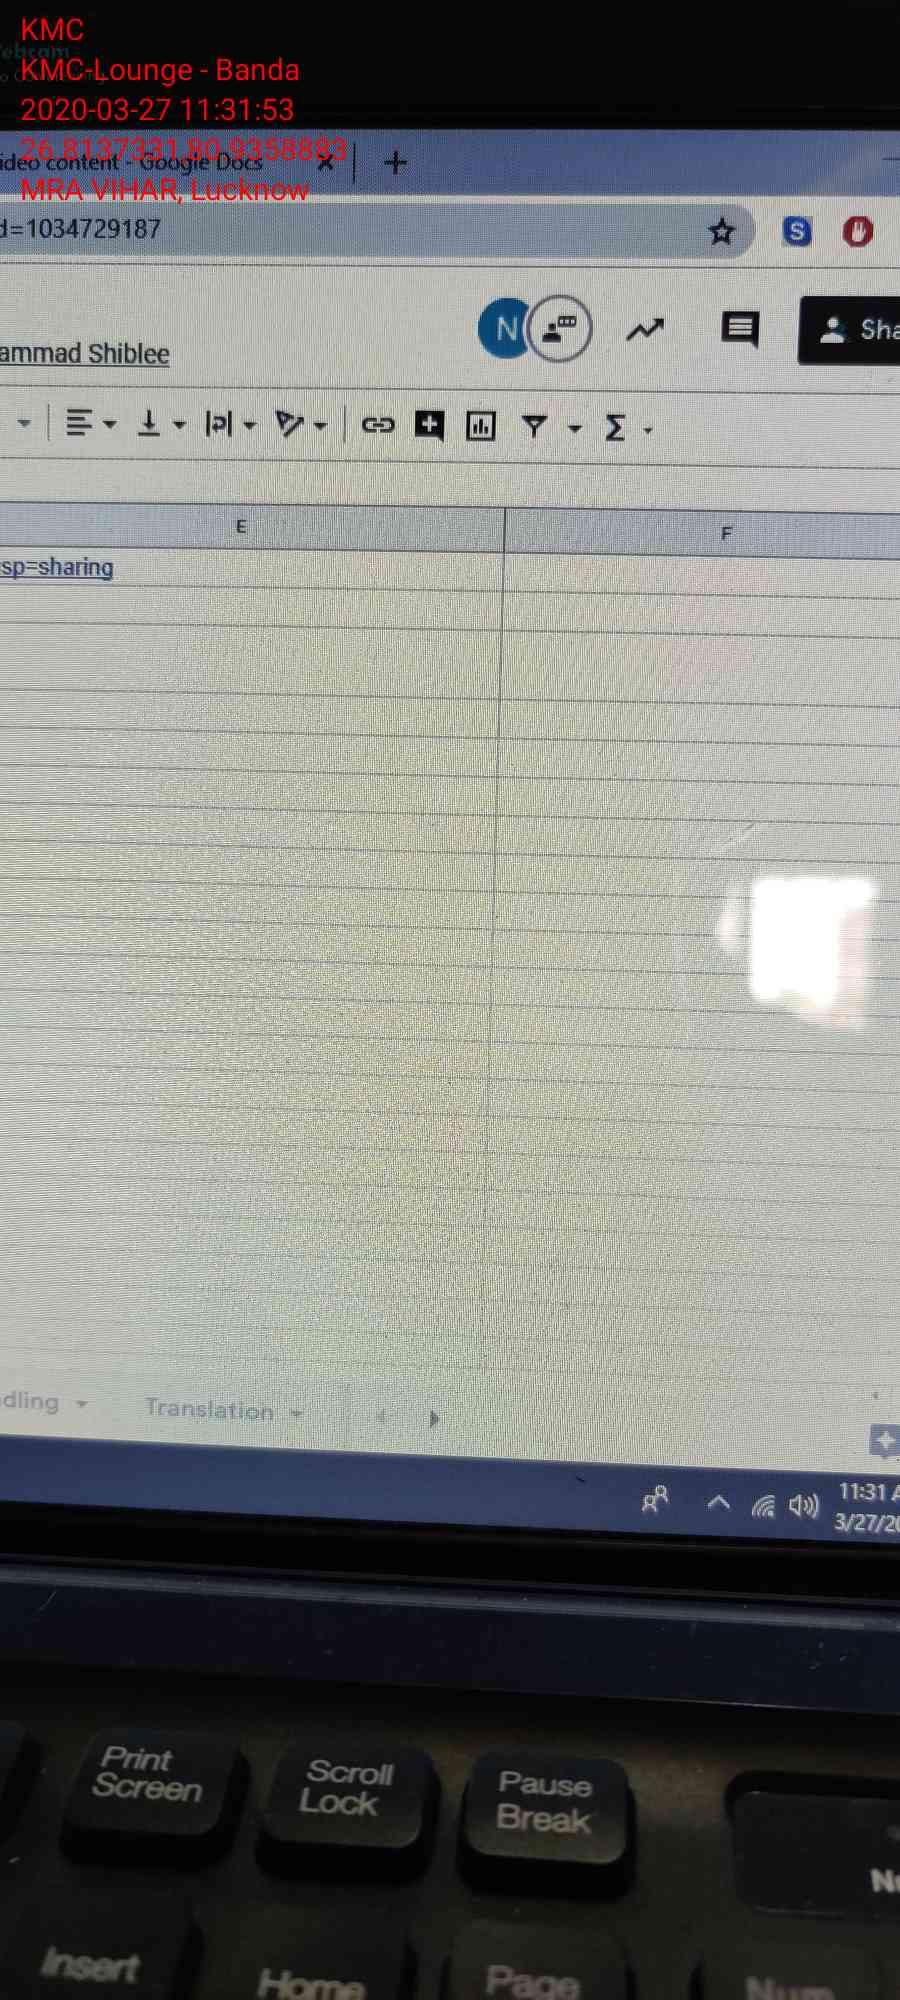 KMC
KMC-Lounge - Banda
2020-03-27 11:31:53
26.8137331,80.9358883
MRA VIHAR, Lucknow
ideo content - Google Docs
d=1034729187
S
N
ammad Shiblee
Sha
E F
sp=sharing
dling Translation
11:31 A
3/27/20
Print Screen
Scroll Lock
Pause Break
Insert
Home
Page
Num